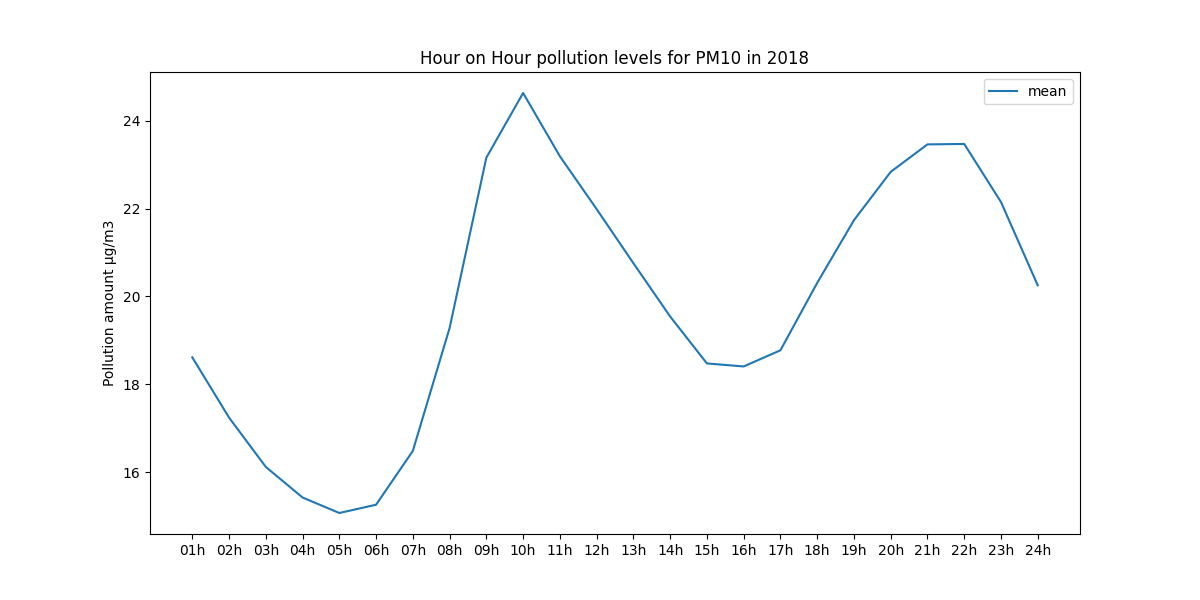 Hour on Hour pollution levels for PM10 in 2018
mean
Pollution amount µg/m3
24
22
20
18
16
01h 02h 03h 04h 05h 06h 07h 08h 09h 10h 11h 12h 13h 14h 15h 16h 17h 18h 19h 20h 21h 22h 23h 24h